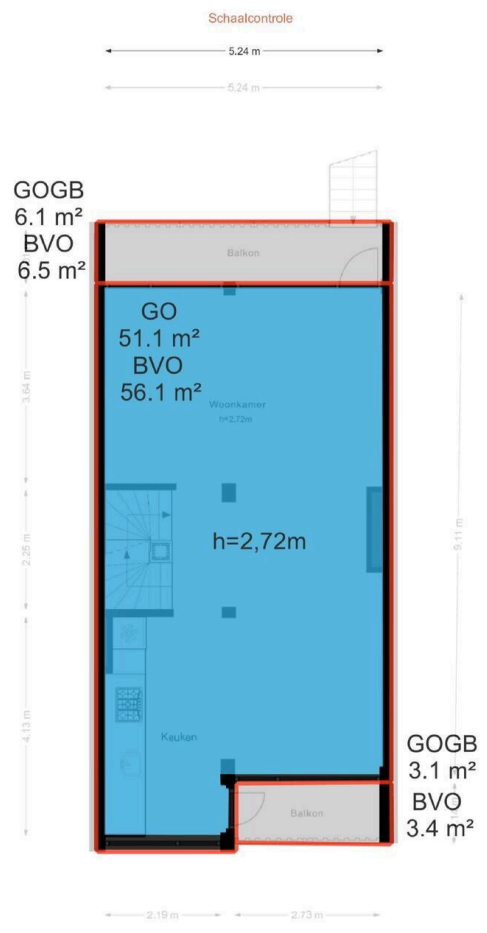 Schaalcontrole
5.24 m
5.24 m
GOGB
6.1 m²
BVO
6.5 m²
Balkon
GO
51.1 m²
BVO
56.1 m²
Woonkamer
h=2,72m
3.64 m
2.25 m
h=2,72m
9.11 m
4.13 m
Keuken
GOGB
3.1 m²
BVO
3.4 m²
Balkon
2.19 m
2.73 m